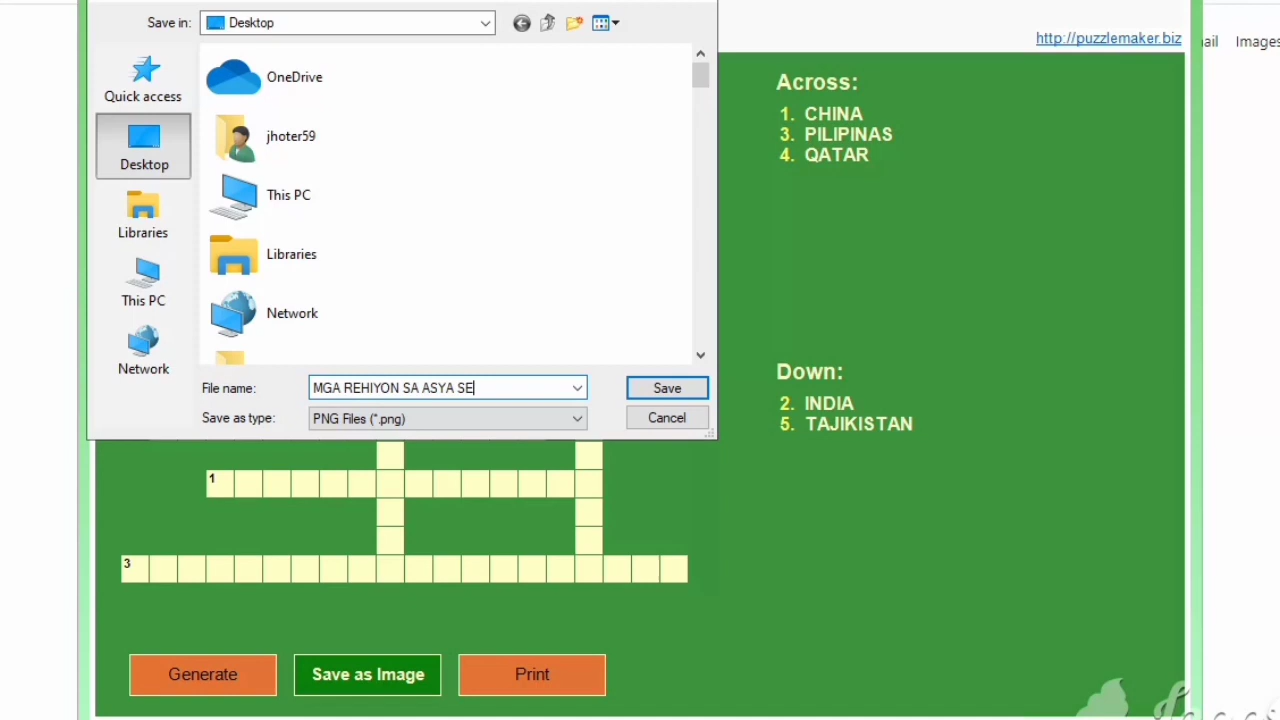 Save in:
Desktop
http://puzzlemaker.biz
ail
Images
Quick access
Desktop
Libraries
This PC
Network
OneDrive
jhoter59
This PC
Libraries
Network
File name:
MGA REHIYON SA ASYA SE
Save
Save as type:
PNG Files (*.png)
Cancel
Across:
1. CHINA
3. PILIPINAS
4. QATAR
Down:
2. INDIA
5. TAJIKISTAN
1
3
Generate
Save as Image
Print